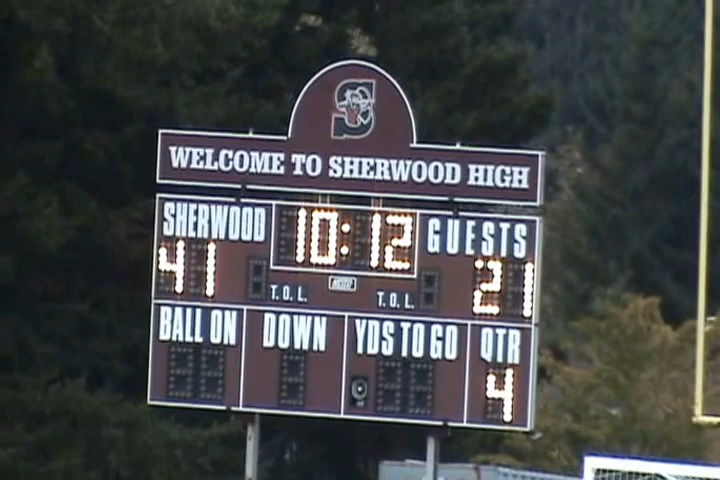 S
WELCOME TO SHERWOOD HIGH
SHERWOOD 10:12 GUESTS
41 T.O.L. T.O.L. 21
BALL ON DOWN YDS TO GO QTR
4